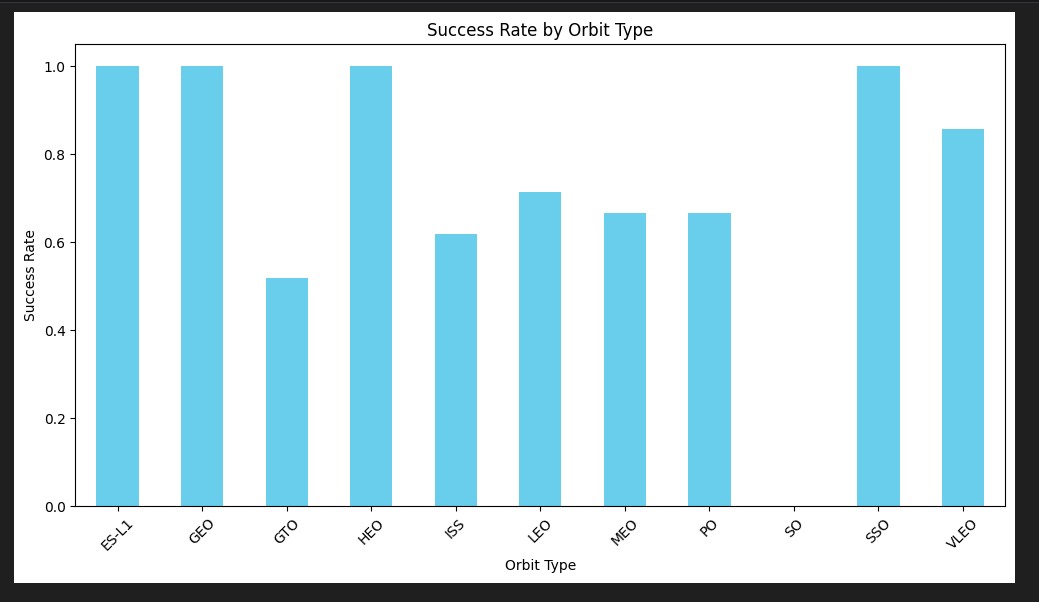 Success Rate by Orbit Type
Success Rate
1.0
0.8
0.6
0.4
0.2
0.0
ES-L1
GEO
GTO
HEO
ISS
LEO
MEO
PO
SO
SSO
VLEO
Orbit Type